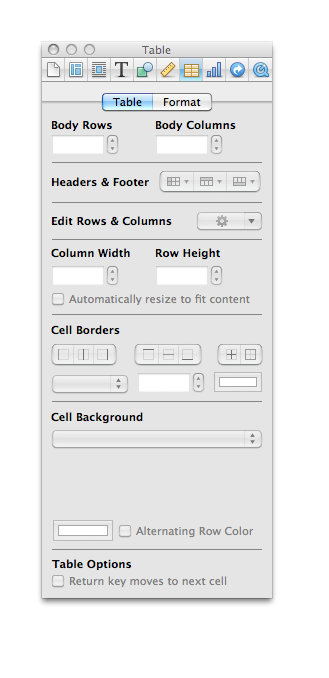 Table
T
Table Format
Body Rows Body Columns
Headers & Footer
Edit Rows & Columns
Column Width Row Height
Automatically resize to fit content
Cell Borders
Cell Background
Alternating Row Color
Table Options
Return key moves to next cell